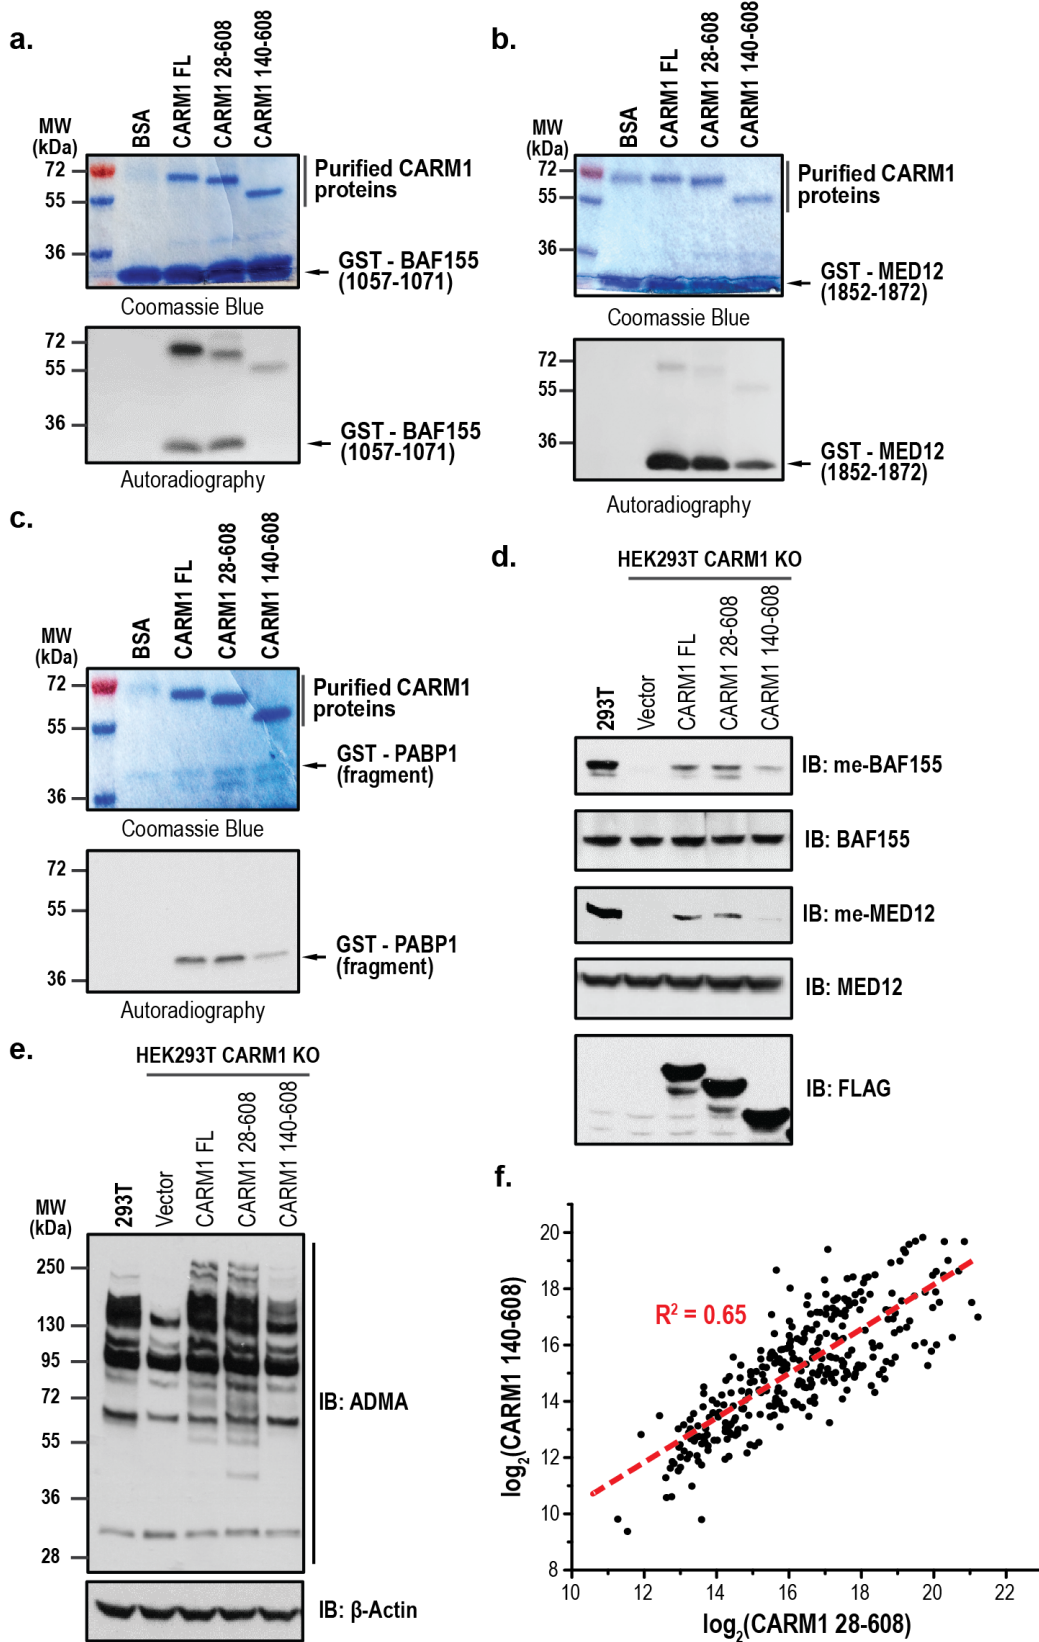 a.
MW
(kDa)
BSA
CARM1 FL
CARM1 28-608
CARM1 140-608
72
55
36
Purified CARM1
proteins
GST - BAF155
(1057-1071)
Coomassie Blue
72
55
36
GST - BAF155
(1057-1071)
Autoradiography
b.
MW
(kDa)
BSA
CARM1 FL
CARM1 28-608
CARM1 140-608
72
55
36
Purified CARM1
proteins
GST - MED12
(1852-1872)
Coomassie Blue
72
55
36
GST - MED12
(1852-1872)
Autoradiography
c.
MW
(kDa)
BSA
CARM1 FL
CARM1 28-608
CARM1 140-608
72
55
36
Purified CARM1
proteins
GST - PABP1
(fragment)
Coomassie Blue
72
55
36
GST - PABP1
(fragment)
Autoradiography
d.
HEK293T CARM1 KO
293T
Vector
CARM1 FL
CARM1 28-608
CARM1 140-608
IB: me-BAF155
IB: BAF155
IB: me-MED12
IB: MED12
IB: FLAG
e.
HEK293T CARM1 KO
MW
(kDa)
293T
Vector
CARM1 FL
CARM1 28-608
CARM1 140-608
250
130
95
72
55
36
28
IB: ADMA
IB: β-Actin
f.
log2(CARM1 140-608)
20
18
16
14
12
10
8
R² = 0.65
10 12 14 16 18 20 22
log2(CARM1 28-608)